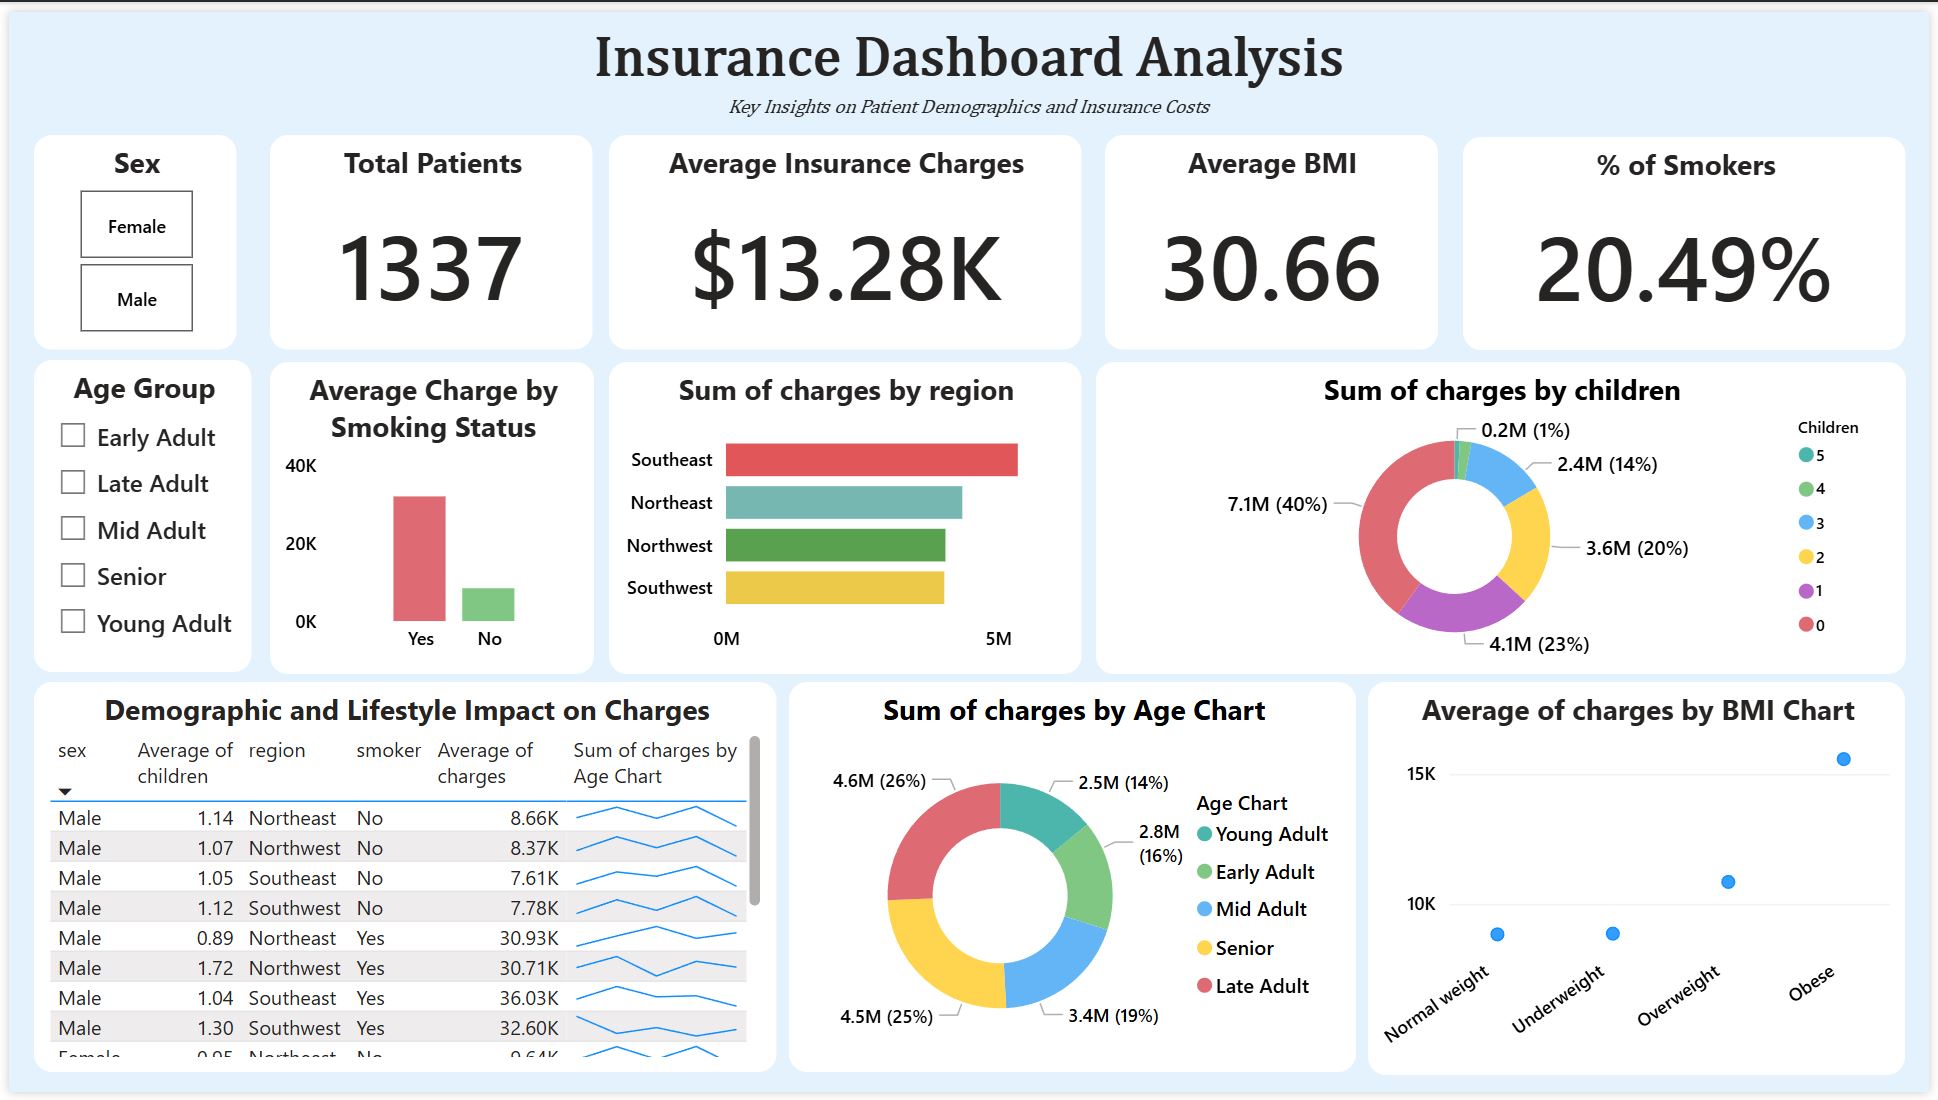 Insurance Dashboard Analysis
Key Insights on Patient Demographics and Insurance Costs
Sex
Female
Male
Total Patients
1337
Average Insurance Charges
$13.28K
Average BMI
30.66
% of Smokers
20.49%
Age Group
Early Adult
Late Adult
Mid Adult
Senior
Young Adult
Average Charge by
Smoking Status
40K
20K
0K
Yes
No
Sum of charges by region
Southeast
Northeast
Northwest
Southwest
0M
5M
Sum of charges by children
0.2M (1%)
2.4M (14%)
7.1M (40%)
3.6M (20%)
4.1M (23%)
Children
5
4
3
2
1
0
Demographic and Lifestyle Impact on Charges
sex Average of children region smoker Average of charges Sum of charges by Age Chart
Male 1.14 Northeast No 8.66K
Male 1.07 Northwest No 8.37K
Male 1.05 Southeast No 7.61K
Male 1.12 Southwest No 7.78K
Male 0.89 Northeast Yes 30.93K
Male 1.72 Northwest Yes 30.71K
Male 1.04 Southeast Yes 36.03K
Male 1.30 Southwest Yes 32.60K
Female 0.95 Northeast No 9.64K
Sum of charges by Age Chart
4.6M (26%)
2.5M (14%)
2.8M
(16%)
4.5M (25%)
3.4M (19%)
Age Chart
Young Adult
Early Adult
Mid Adult
Senior
Late Adult
Average of charges by BMI Chart
15K
10K
Normal weight
Underweight
Overweight
Obese